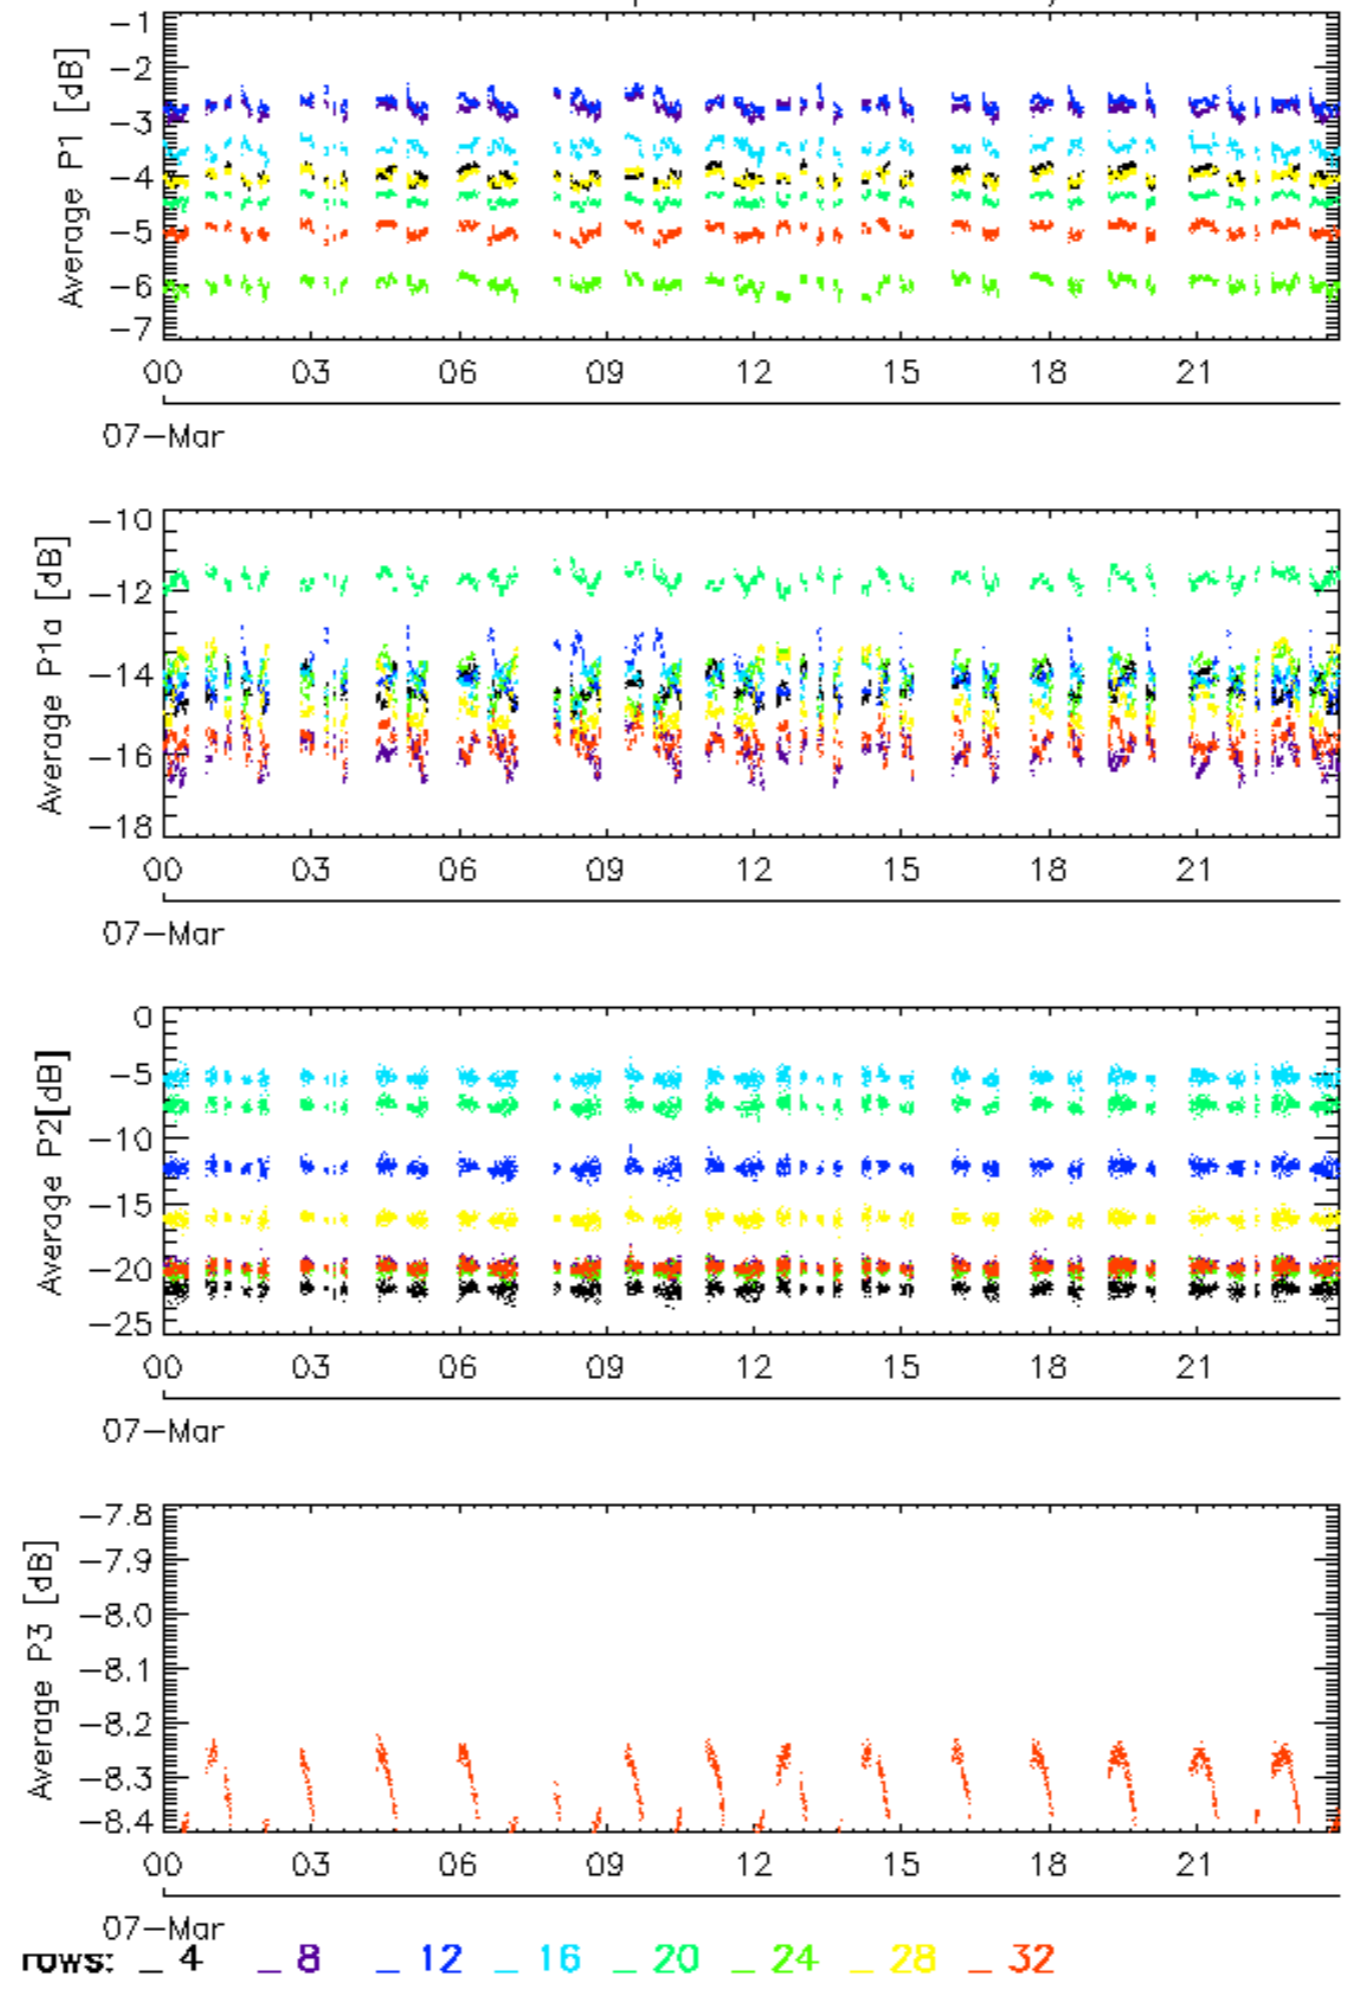 Average P1 [dB]
−1
−2
−3
−4
−5
−6
−7
00 03 06 09 12 15 18 21
07−Mar
Average P1a [dB]
−10
−12
−14
−16
−18
00 03 06 09 12 15 18 21
07−Mar
Average P2[dB]
0
−5
−10
−15
−20
−25
00 03 06 09 12 15 18 21
07−Mar
Average P3 [dB]
−7.8
−7.9
−8.0
−8.1
−8.2
−8.3
−8.4
00 03 06 09 12 15 18 21
07−Mar
rows: _ 4 _ 8 _ 12 _ 16 _ 20 _ 24 _ 28 _ 32